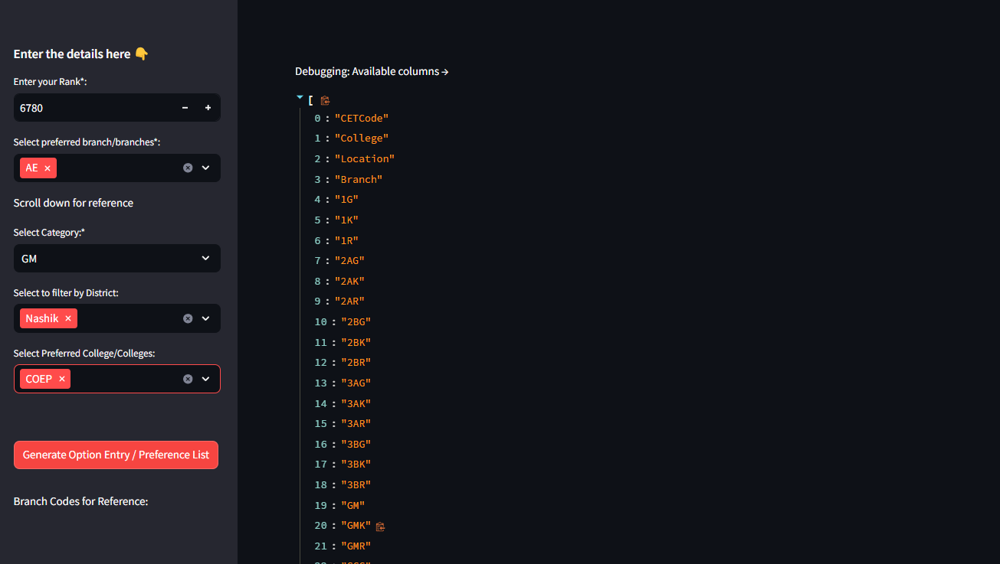 Enter the details here 👇
Enter your Rank*:
6780
Select preferred branch/branches*:
AE
Scroll down for reference
Select Category:*
GM
Select to filter by District:
Nashik
Select Preferred College/Colleges:
COEP
Generate Option Entry / Preference List
Branch Codes for Reference:
Debugging: Available columns →
[
0 : "CETCode"
1 : "College"
2 : "Location"
3 : "Branch"
4 : "1G"
5 : "1K"
6 : "1R"
7 : "2AG"
8 : "2AK"
9 : "2AR"
10 : "2BG"
11 : "2BK"
12 : "2BR"
13 : "3AG"
14 : "3AK"
15 : "3AR"
16 : "3BG"
17 : "3BK"
18 : "3BR"
19 : "GM"
20 : "GMK"
21 : "GMR"